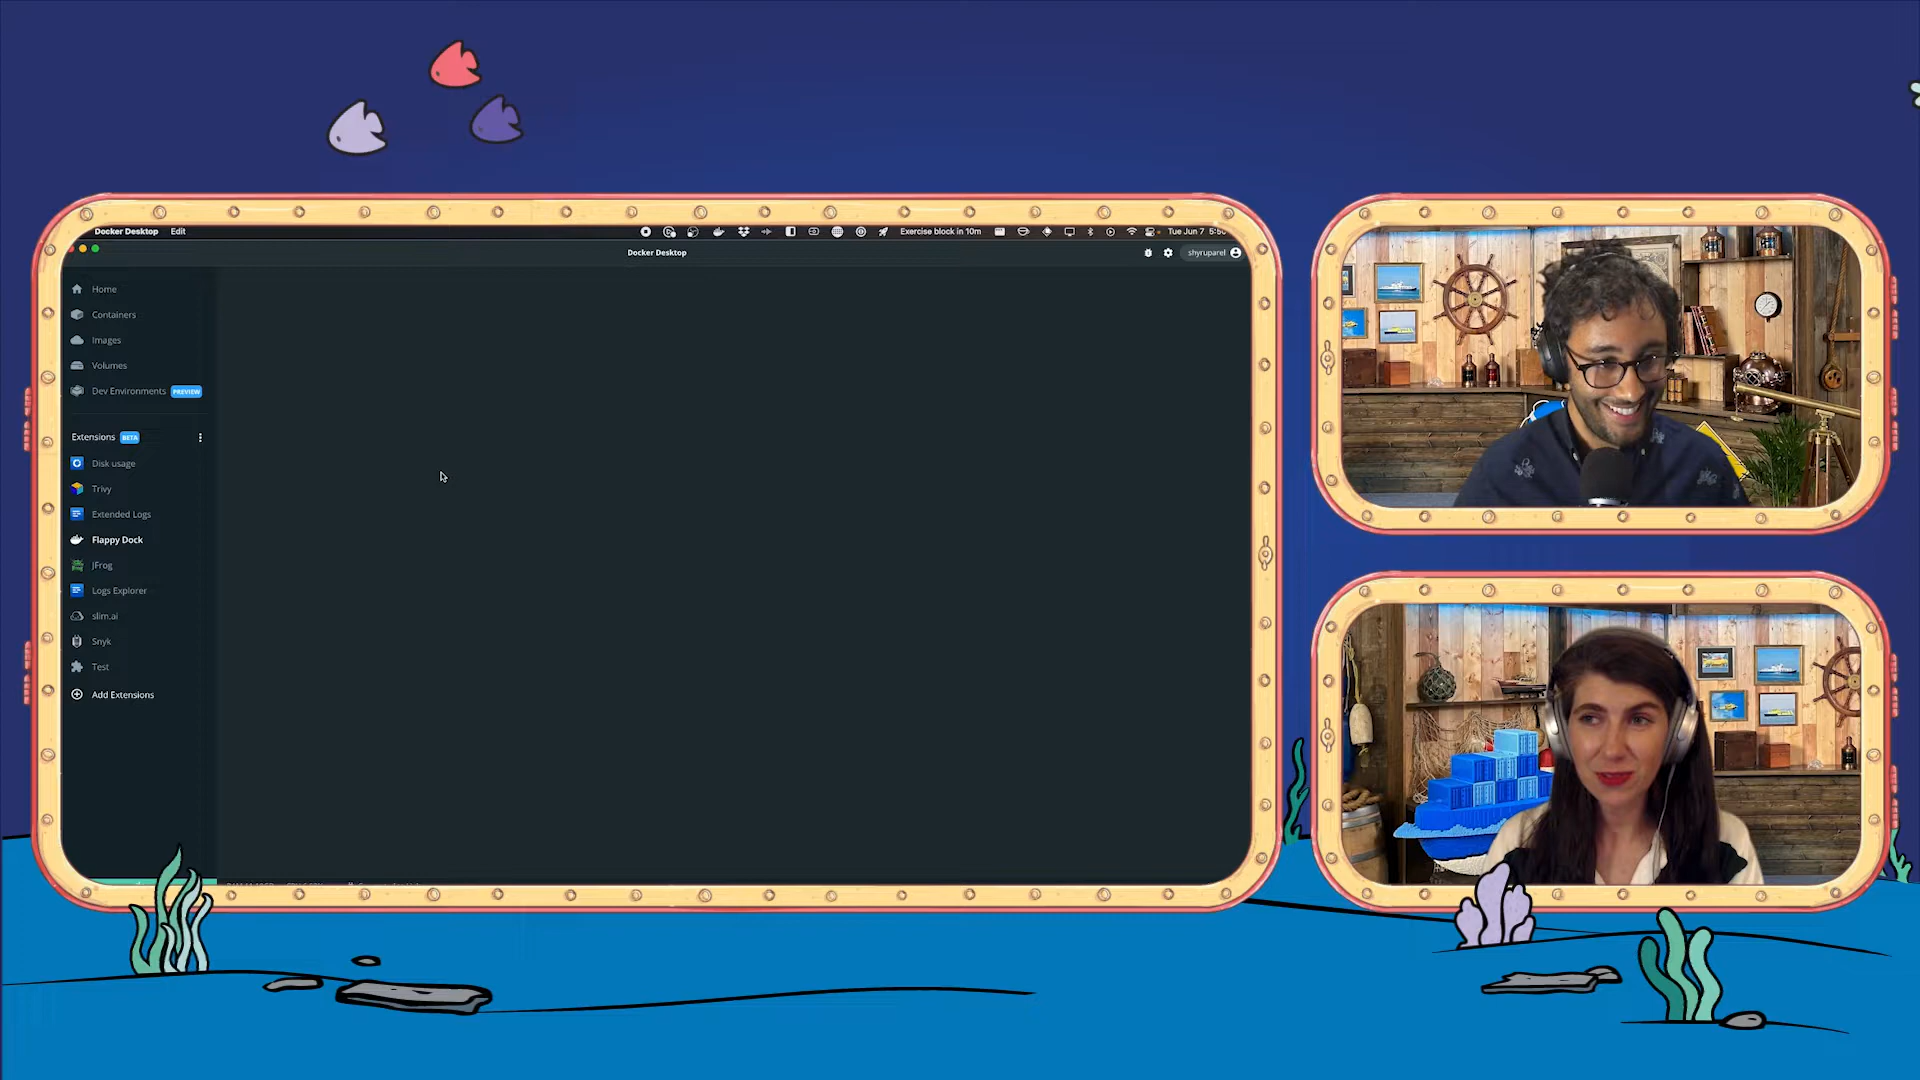 Docker Desktop Edit Exercise block in 10m Tue Jun 7
Docker Desktop shyruparel
Home
Containers
Images
Volumes
Dev Environments PREVIEW
Extensions BETA
Disk usage
Trivy
Extended Logs
Flappy Dock
JFrog
Logs Explorer
slim.ai
Snyk
Test
Add Extensions